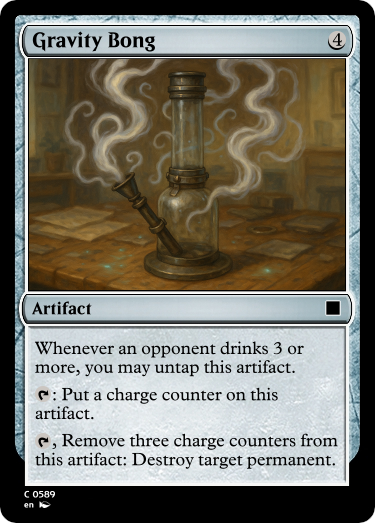 Gravity Bong 4
Artifact
Whenever an opponent drinks 3 or
more, you may untap this artifact.
: Put a charge counter on this
artifact.
, Remove three charge counters from
this artifact: Destroy target permanent.
C 0589
en